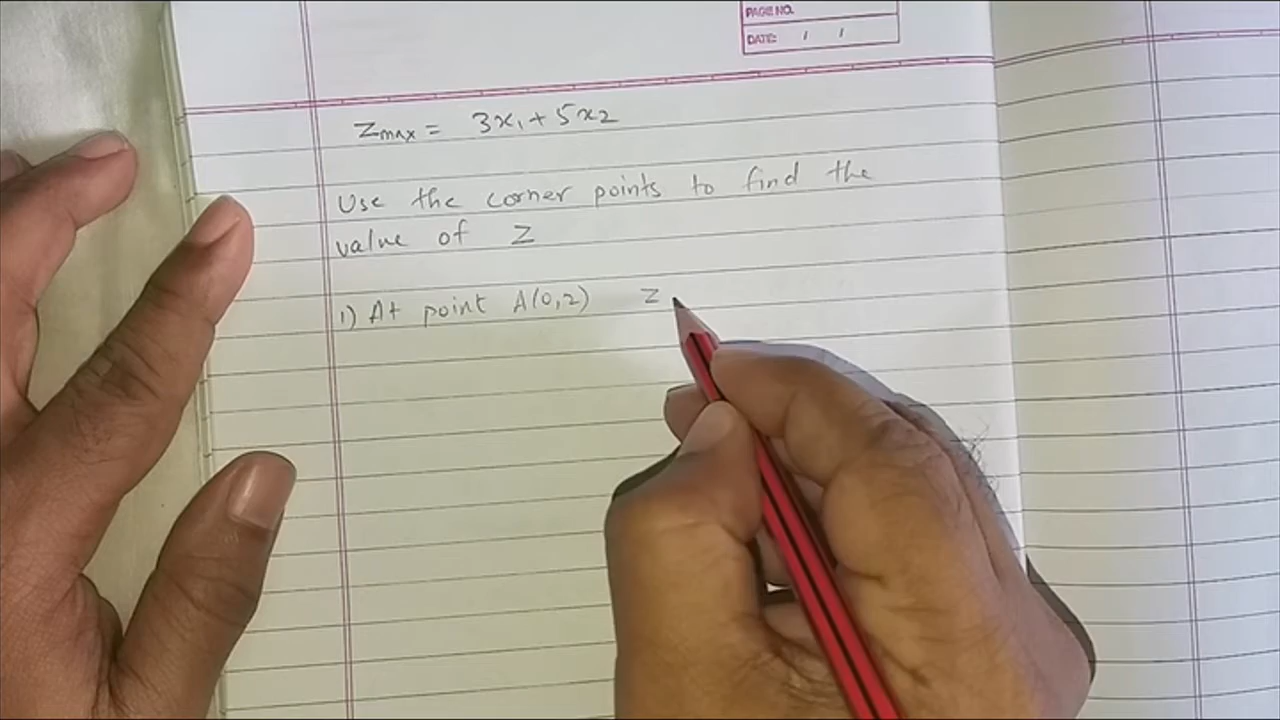 PAGE NO.
DATE: / /
Zmax = 3x₁ + 5x2
Use the corner points to find the
value of Z
1) At point A(0,2) Z